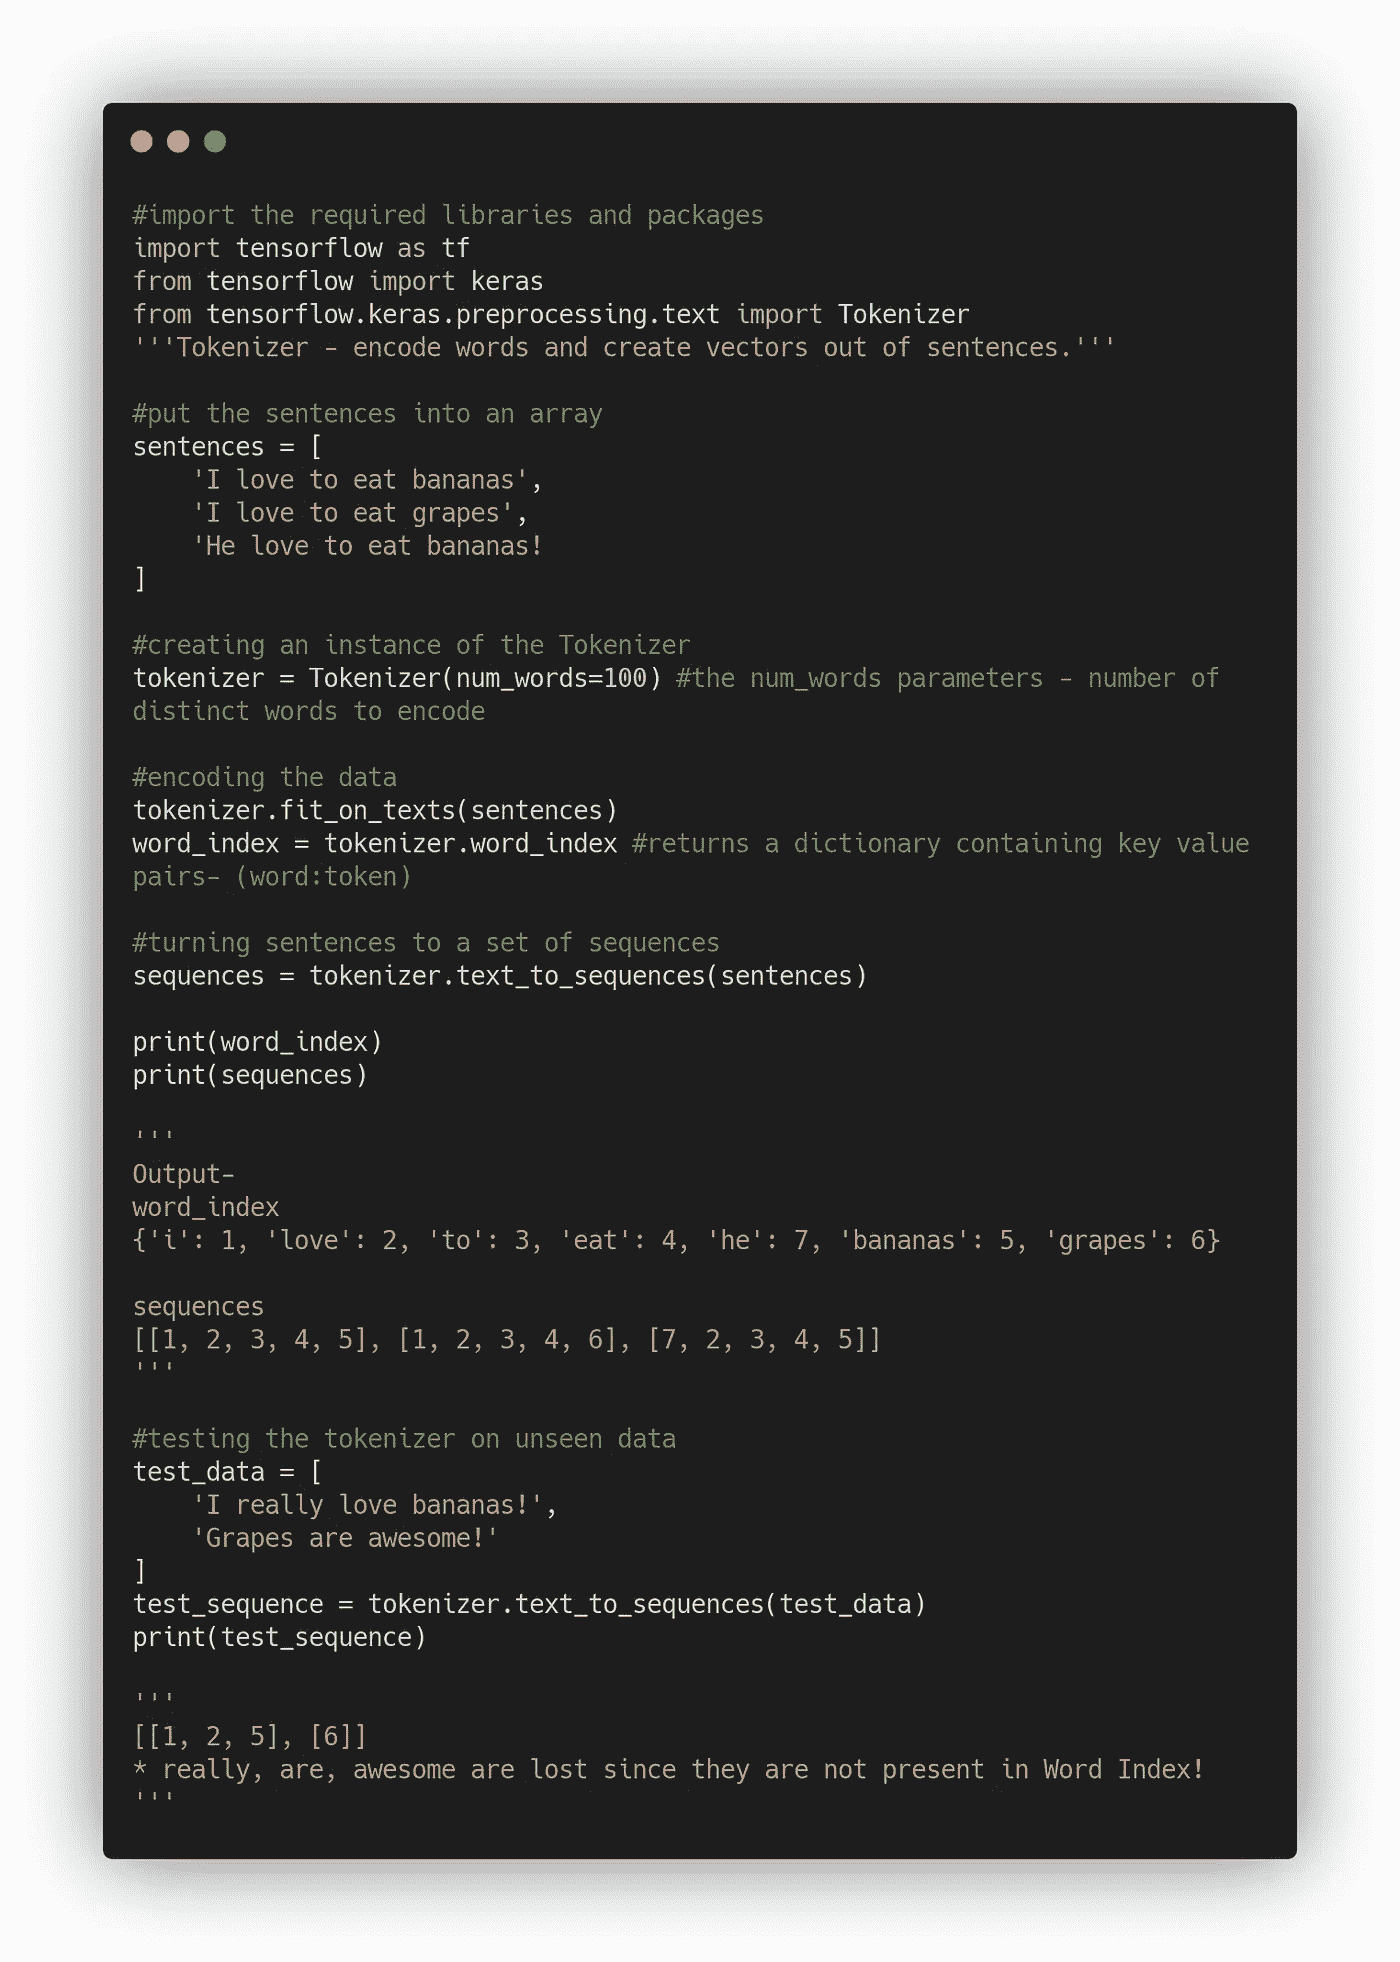 #import the required libraries and packages
import tensorflow as tf
from tensorflow import keras
from tensorflow.keras.preprocessing.text import Tokenizer
'''Tokenizer - encode words and create vectors out of sentences.'''
#put the sentences into an array
sentences = [
    'I love to eat bananas',
    'I love to eat grapes',
    'He love to eat bananas!
]
#creating an instance of the Tokenizer
tokenizer = Tokenizer(num_words=100) #the num_words parameters - number of
distinct words to encode
#encoding the data
tokenizer.fit_on_texts(sentences)
word_index = tokenizer.word_index #returns a dictionary containing key value
pairs- (word:token)
#turning sentences to a set of sequences
sequences = tokenizer.text_to_sequences(sentences)
print(word_index)
print(sequences)
'''
Output-
word_index
{'i': 1, 'love': 2, 'to': 3, 'eat': 4, 'he': 7, 'bananas': 5, 'grapes': 6}
sequences
[[1, 2, 3, 4, 5], [1, 2, 3, 4, 6], [7, 2, 3, 4, 5]]
'''
#testing the tokenizer on unseen data
test_data = [
    'I really love bananas!',
    'Grapes are awesome!'
]
test_sequence = tokenizer.text_to_sequences(test_data)
print(test_sequence)
'''
[[1, 2, 5], [6]]
* really, are, awesome are lost since they are not present in Word Index!
'''